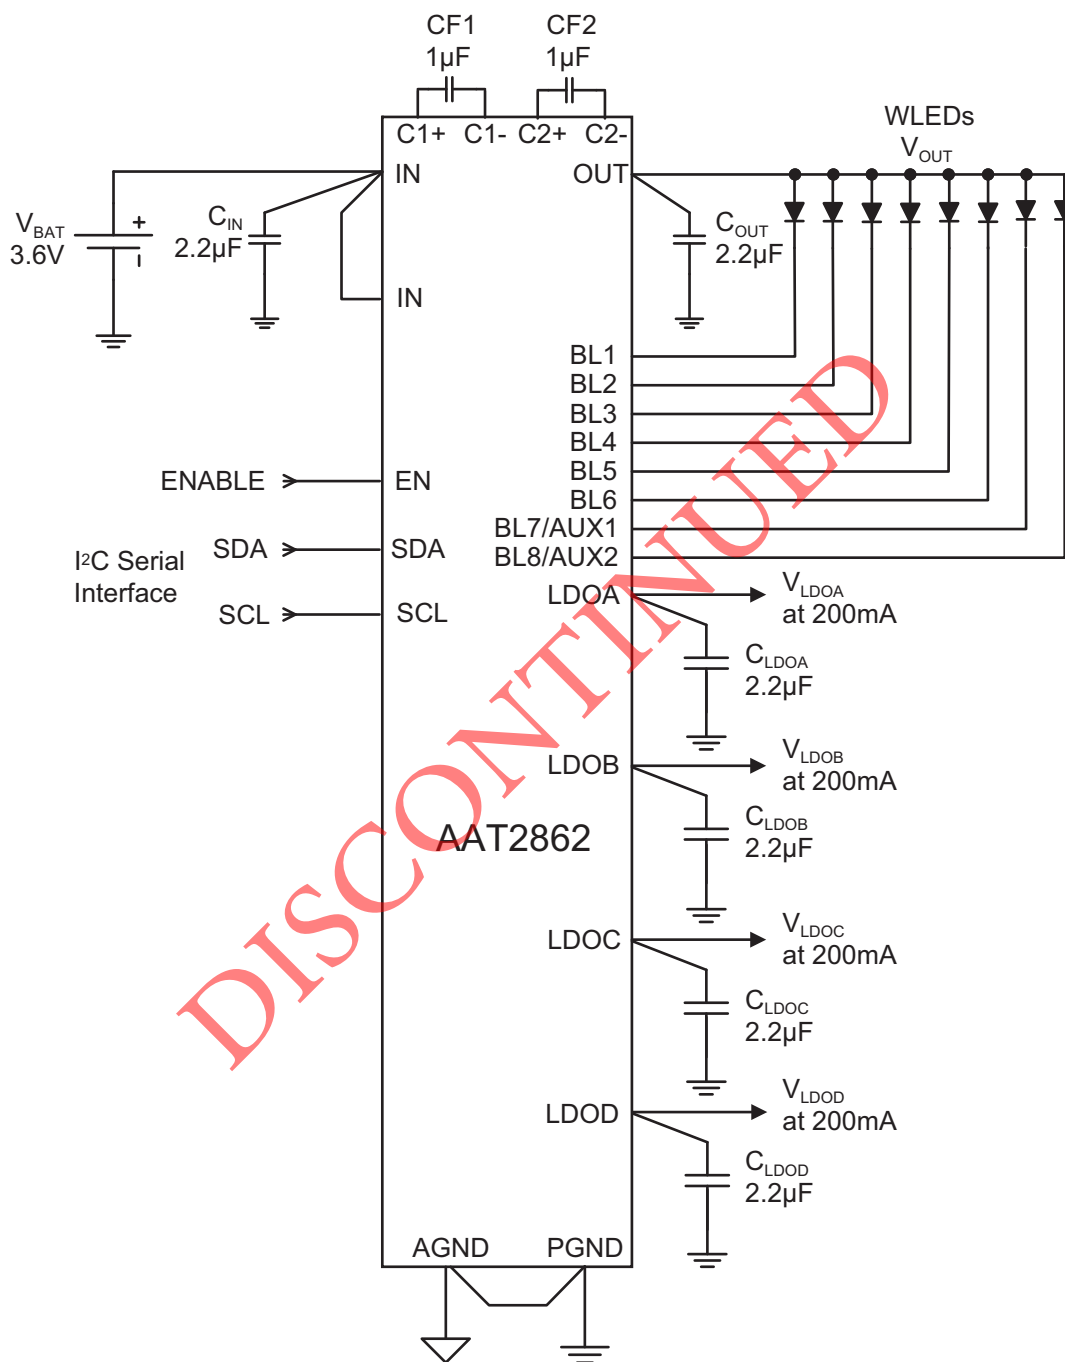 CF1
1µF
CF2
1µF
C1+ C1- C2+ C2-
WLEDs
VOUT
IN
OUT
VBAT
3.6V
+
–
CIN
2.2µF
COUT
2.2µF
IN
BL1
BL2
BL3
BL4
BL5
BL6
BL7/AUX1
BL8/AUX2
ENABLE
EN
I²C Serial
Interface
SDA
SDA
SCL
SCL
LDOA
VLDOA
at 200mA
CLDOA
2.2µF
LDOB
VLDOB
at 200mA
CLDOB
2.2µF
AAT2862
LDOC
VLDOC
at 200mA
CLDOC
2.2µF
LDOD
VLDOD
at 200mA
CLDOD
2.2µF
AGND
PGND
DISCONTINUED